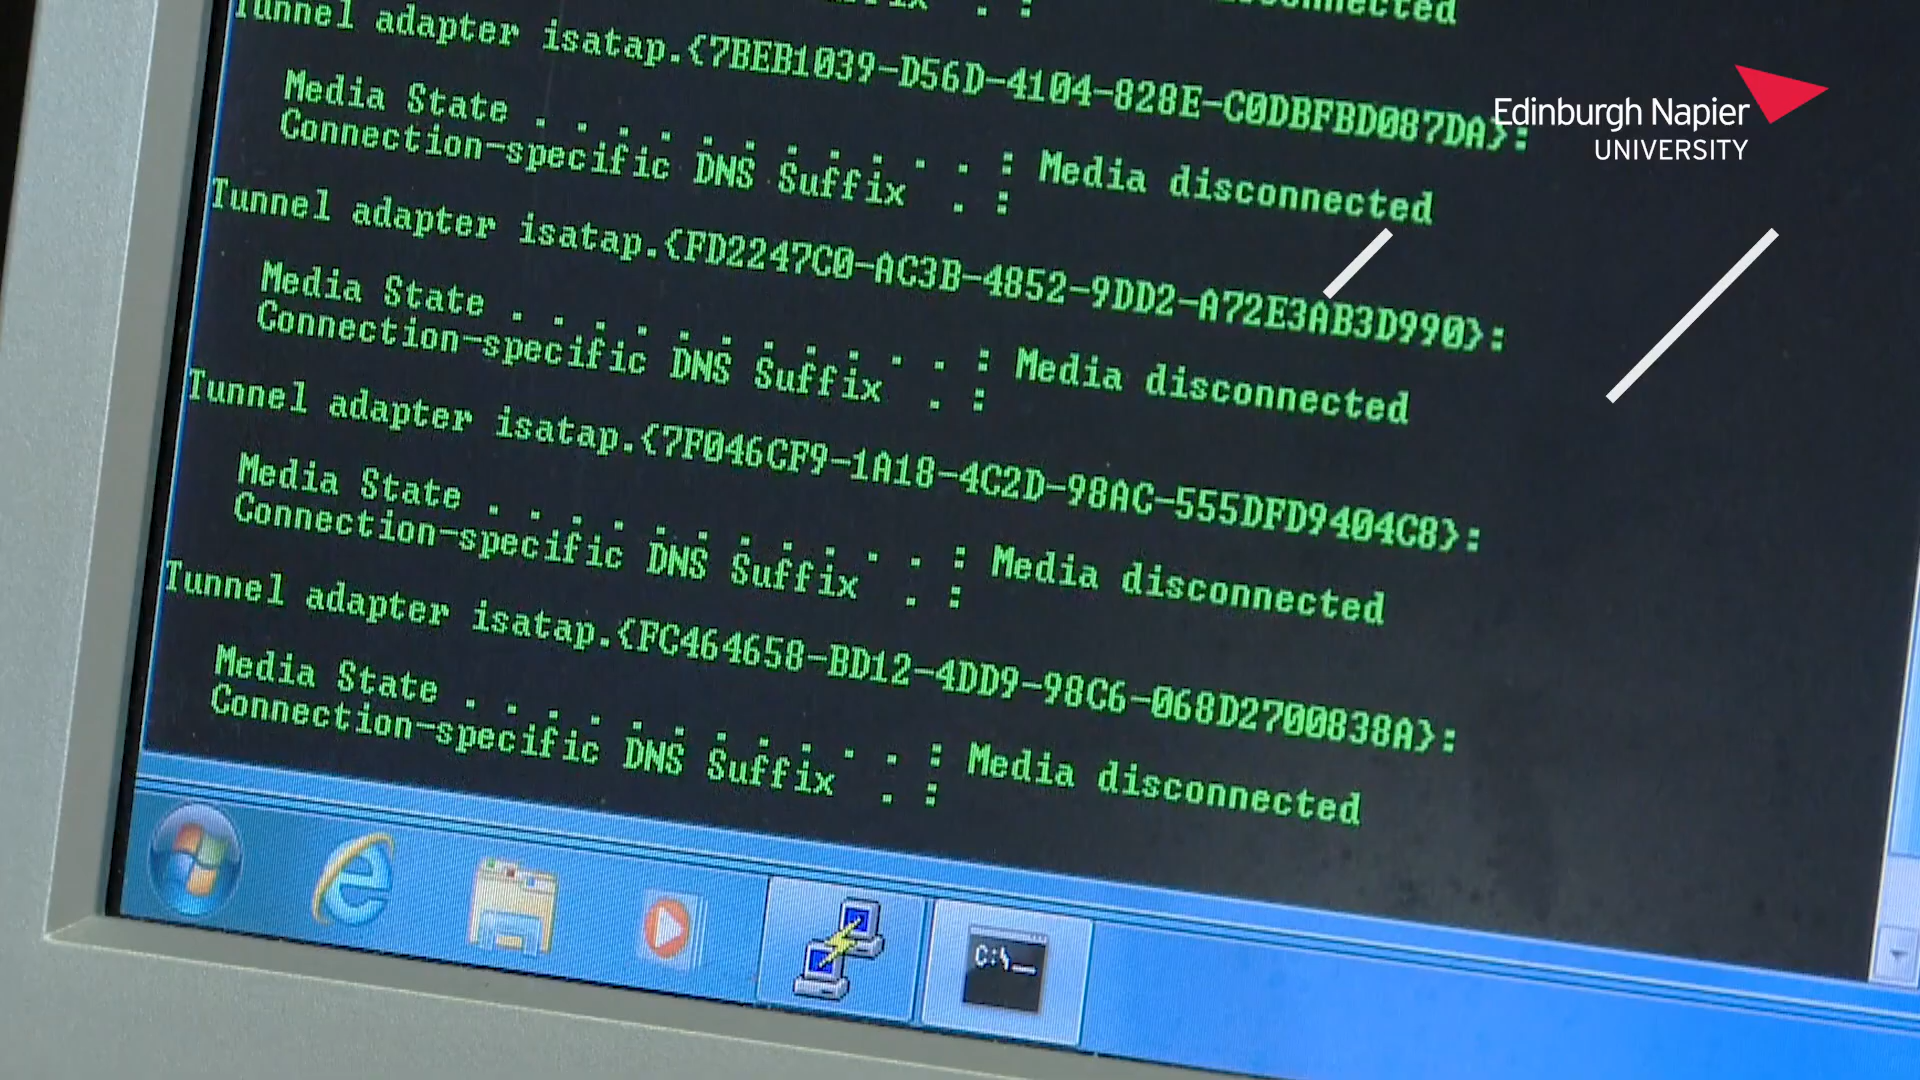 disconnected
Tunnel adapter isatap.{7BEB1039-D56D-4104-828E-C0DBFBD087DA}:
Media State . . . . . . . . . . . : Media disconnected
Connection-specific DNS Suffix  . :
Tunnel adapter isatap.{FD2247C0-AC3B-4852-9DD2-A72E3AB3D990}:
Media State . . . . . . . . . . . : Media disconnected
Connection-specific DNS Suffix  . :
Tunnel adapter isatap.{7F046CF9-1A18-4C2D-98AC-555DFD9404C8}:
Media State . . . . . . . . . . . : Media disconnected
Connection-specific DNS Suffix  . :
Tunnel adapter isatap.{FC464658-BD12-4DD9-98C6-068D2700838A}:
Media State . . . . . . . . . . . : Media disconnected
Connection-specific DNS Suffix  . :
C:\_
Edinburgh Napier
UNIVERSITY